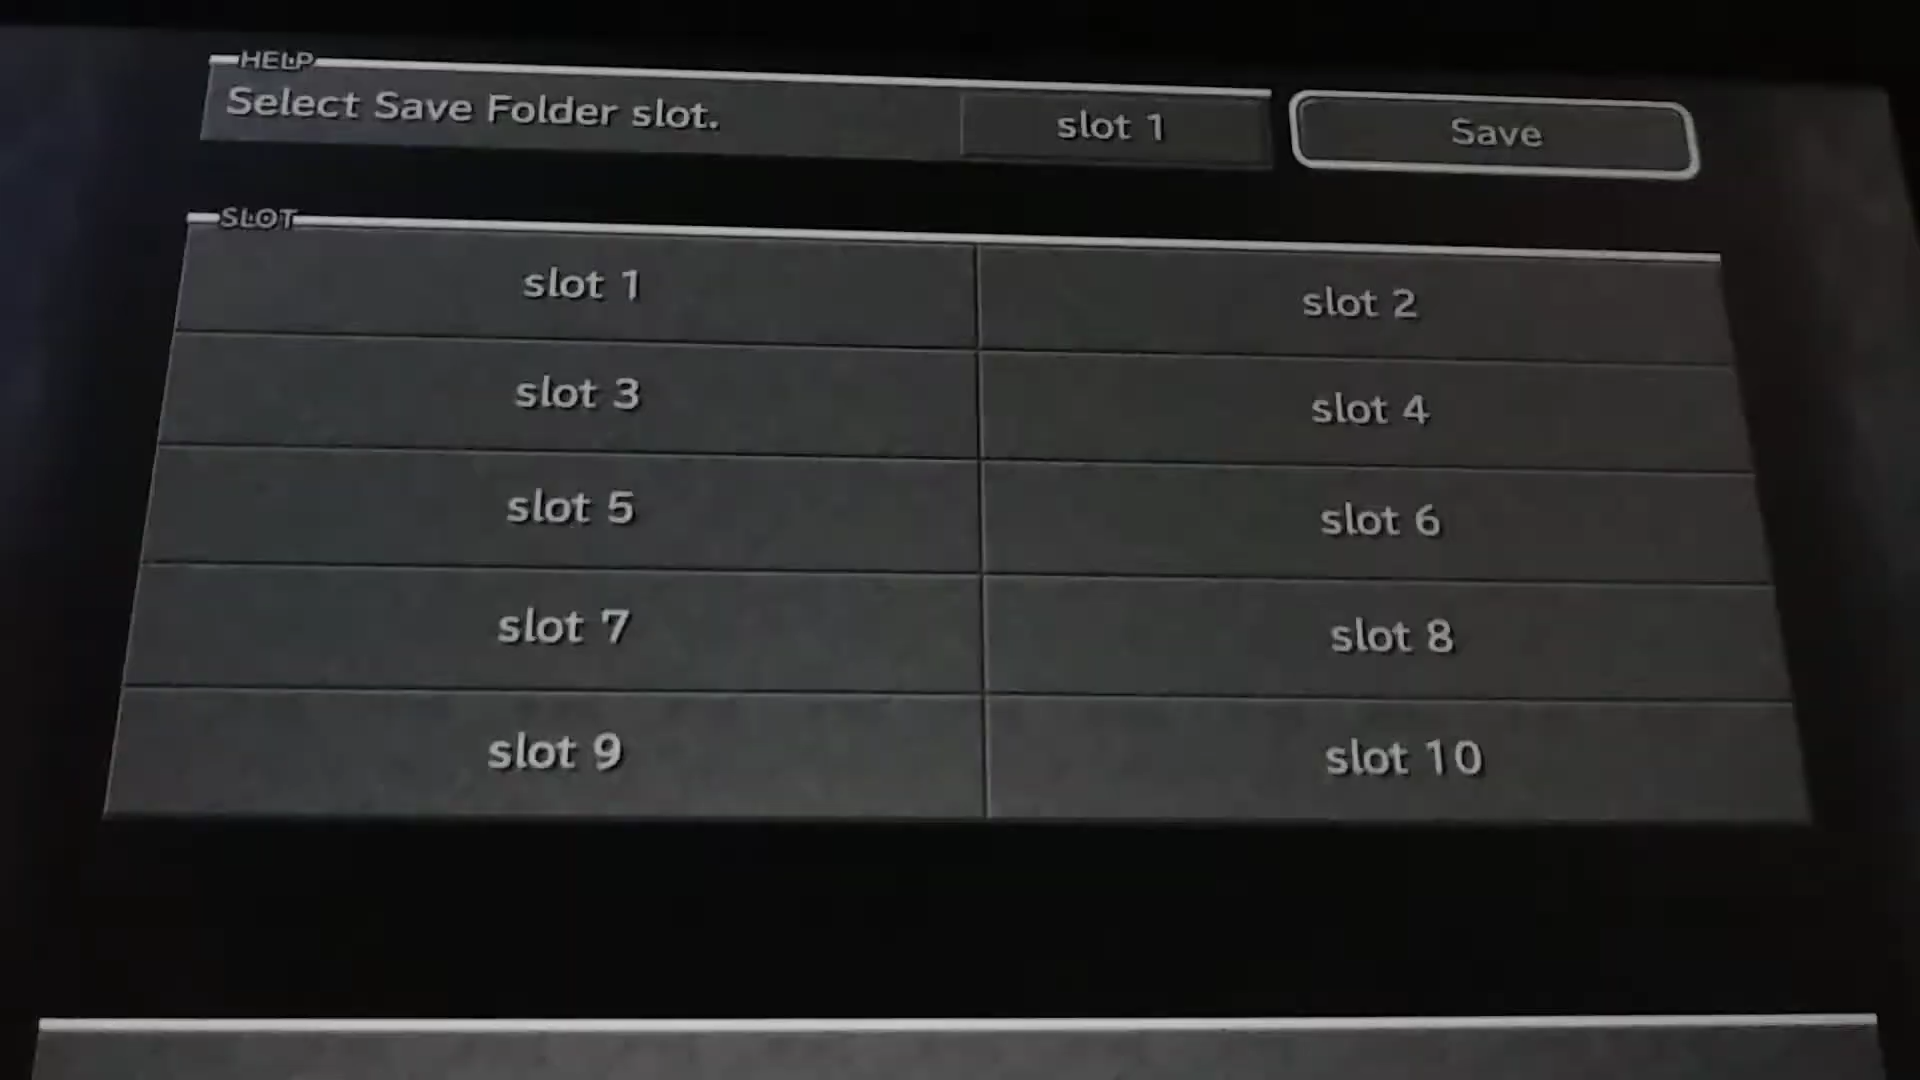 HELP
Select Save Folder slot.
slot 1
Save
SLOT
slot 1
slot 2
slot 3
slot 4
slot 5
slot 6
slot 7
slot 8
slot 9
slot 10